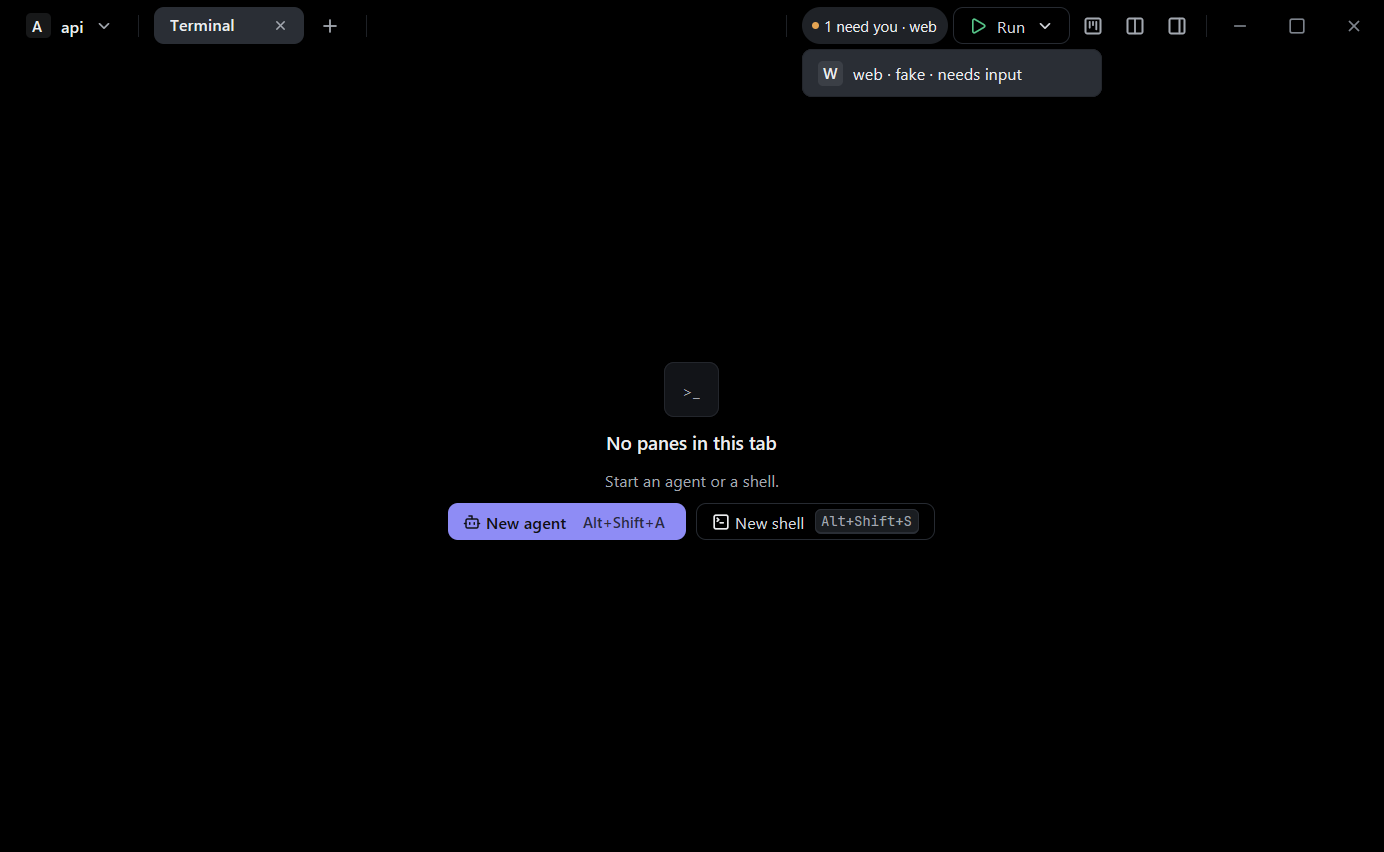 A api Terminal 1 need you · web Run
W web · fake · needs input
>_
No panes in this tab
Start an agent or a shell.
New agent Alt+Shift+A New shell Alt+Shift+S